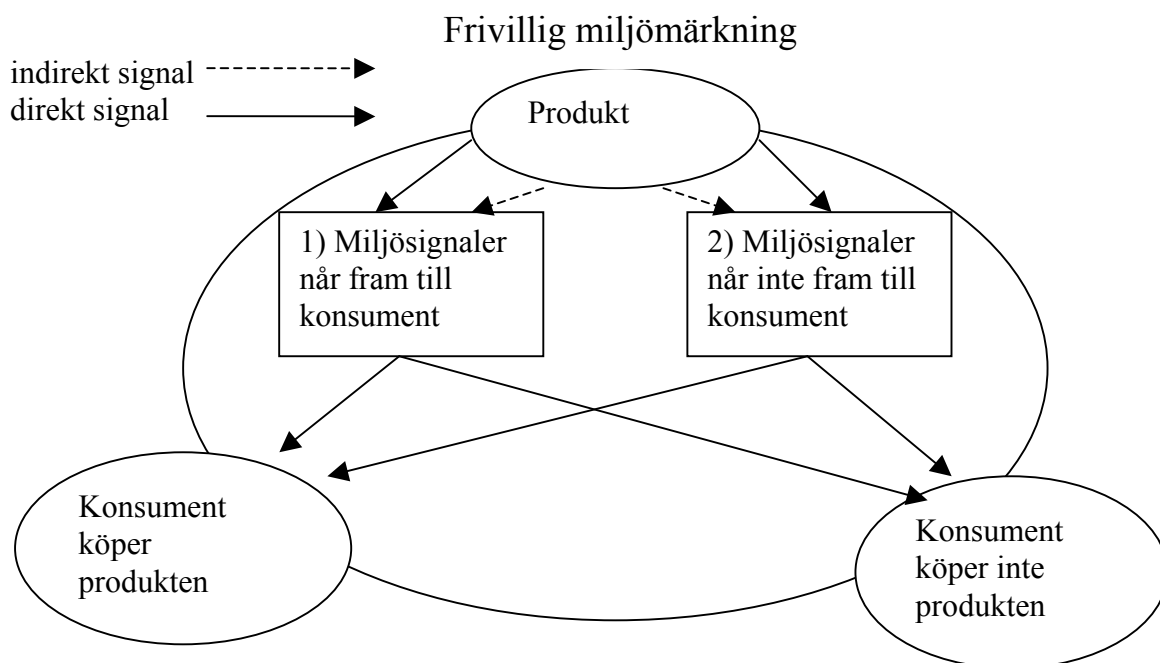 Frivillig miljömärkning
indirekt signal
direkt signal
Produkt
1) Miljösignaler
når fram till
konsument
2) Miljösignaler
når inte fram till
konsument
Konsument
köper
produkten
Konsument
köper inte
produkten